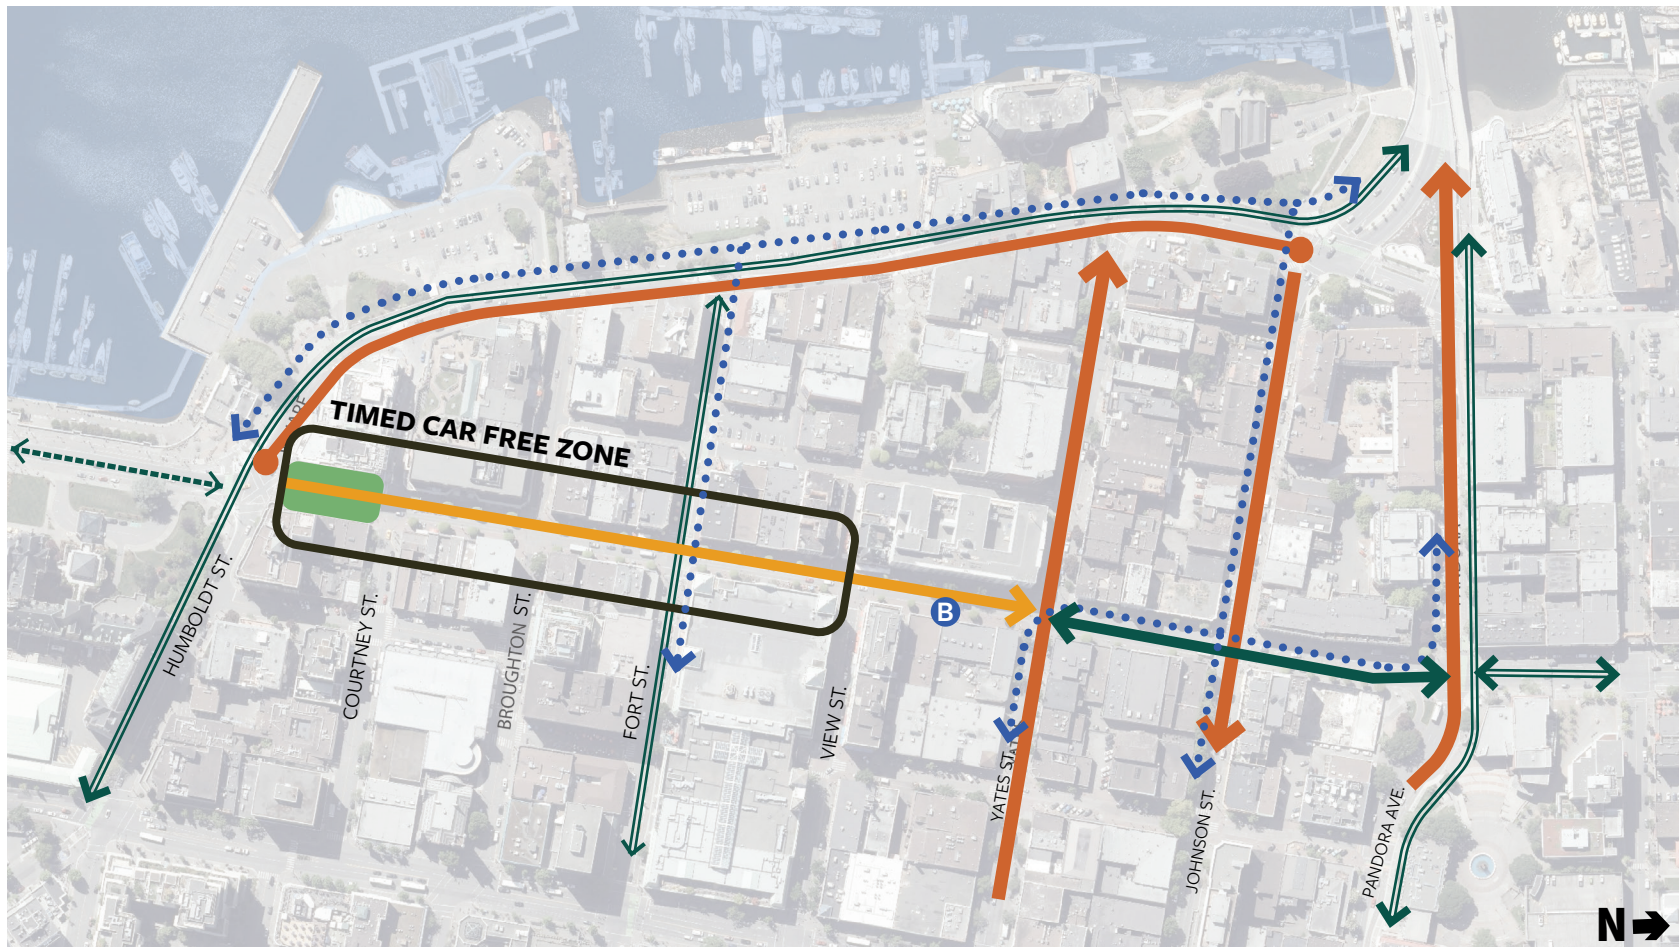 TIMED CAR FREE ZONE
HUMBOLDT ST.
COURTNEY ST.
BROUGHTON ST.
FORT ST.
VIEW ST.
B
YATES ST.
JOHNSON ST.
PANDORA AVE.
N